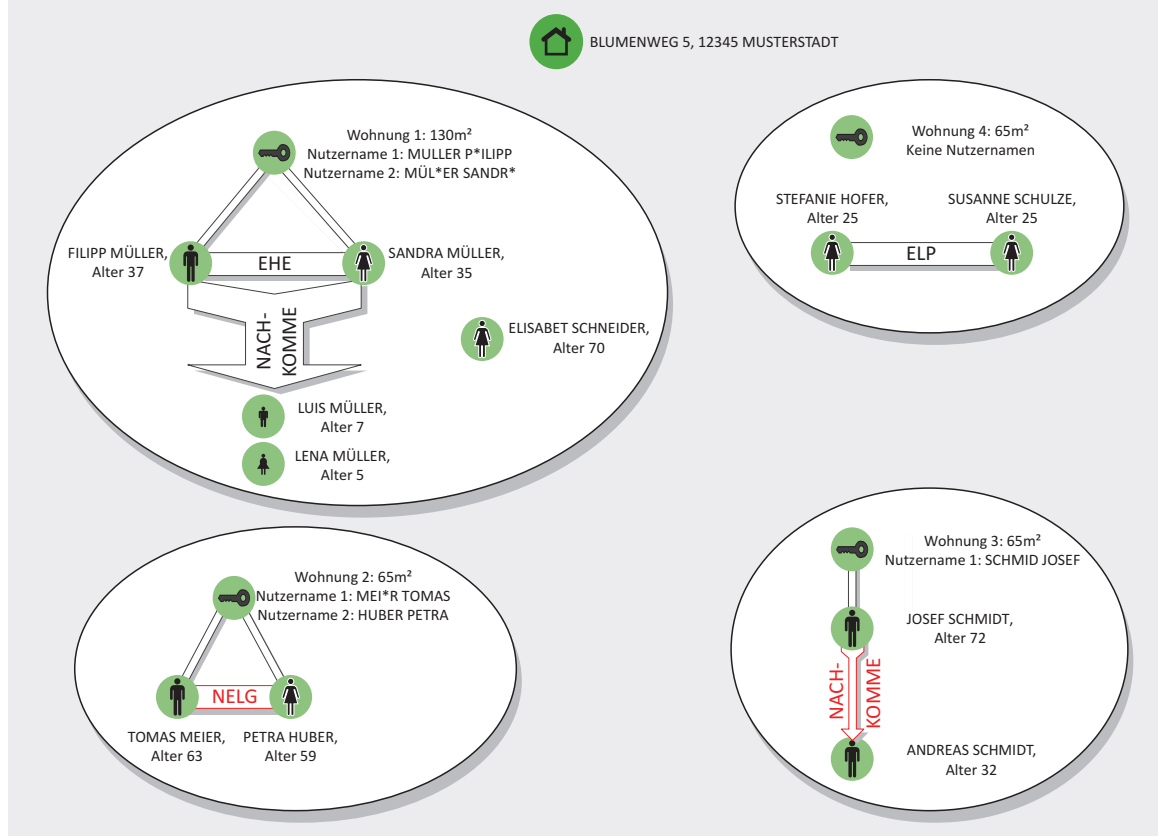 BLUMENWEG 5, 12345 MUSTERSTADT
Wohnung 1: 130m²
Nutzername 1: MULLER P*ILIPP
Nutzername 2: MÜL*ER SANDR*
FILIPP MÜLLER,
Alter 37
EHE
SANDRA MÜLLER,
Alter 35
NACH-
KOMME
ELISABET SCHNEIDER,
Alter 70
LUIS MÜLLER,
Alter 7
LENA MÜLLER,
Alter 5
Wohnung 4: 65m²
Keine Nutzernamen
STEFANIE HOFER,
Alter 25
SUSANNE SCHULZE,
Alter 25
ELP
Wohnung 2: 65m²
Nutzername 1: MEI*R TOMAS
Nutzername 2: HUBER PETRA
NELG
TOMAS MEIER,
Alter 63
PETRA HUBER,
Alter 59
Wohnung 3: 65m²
Nutzername 1: SCHMID JOSEF
JOSEF SCHMIDT,
Alter 72
NACH-
KOMME
ANDREAS SCHMIDT,
Alter 32